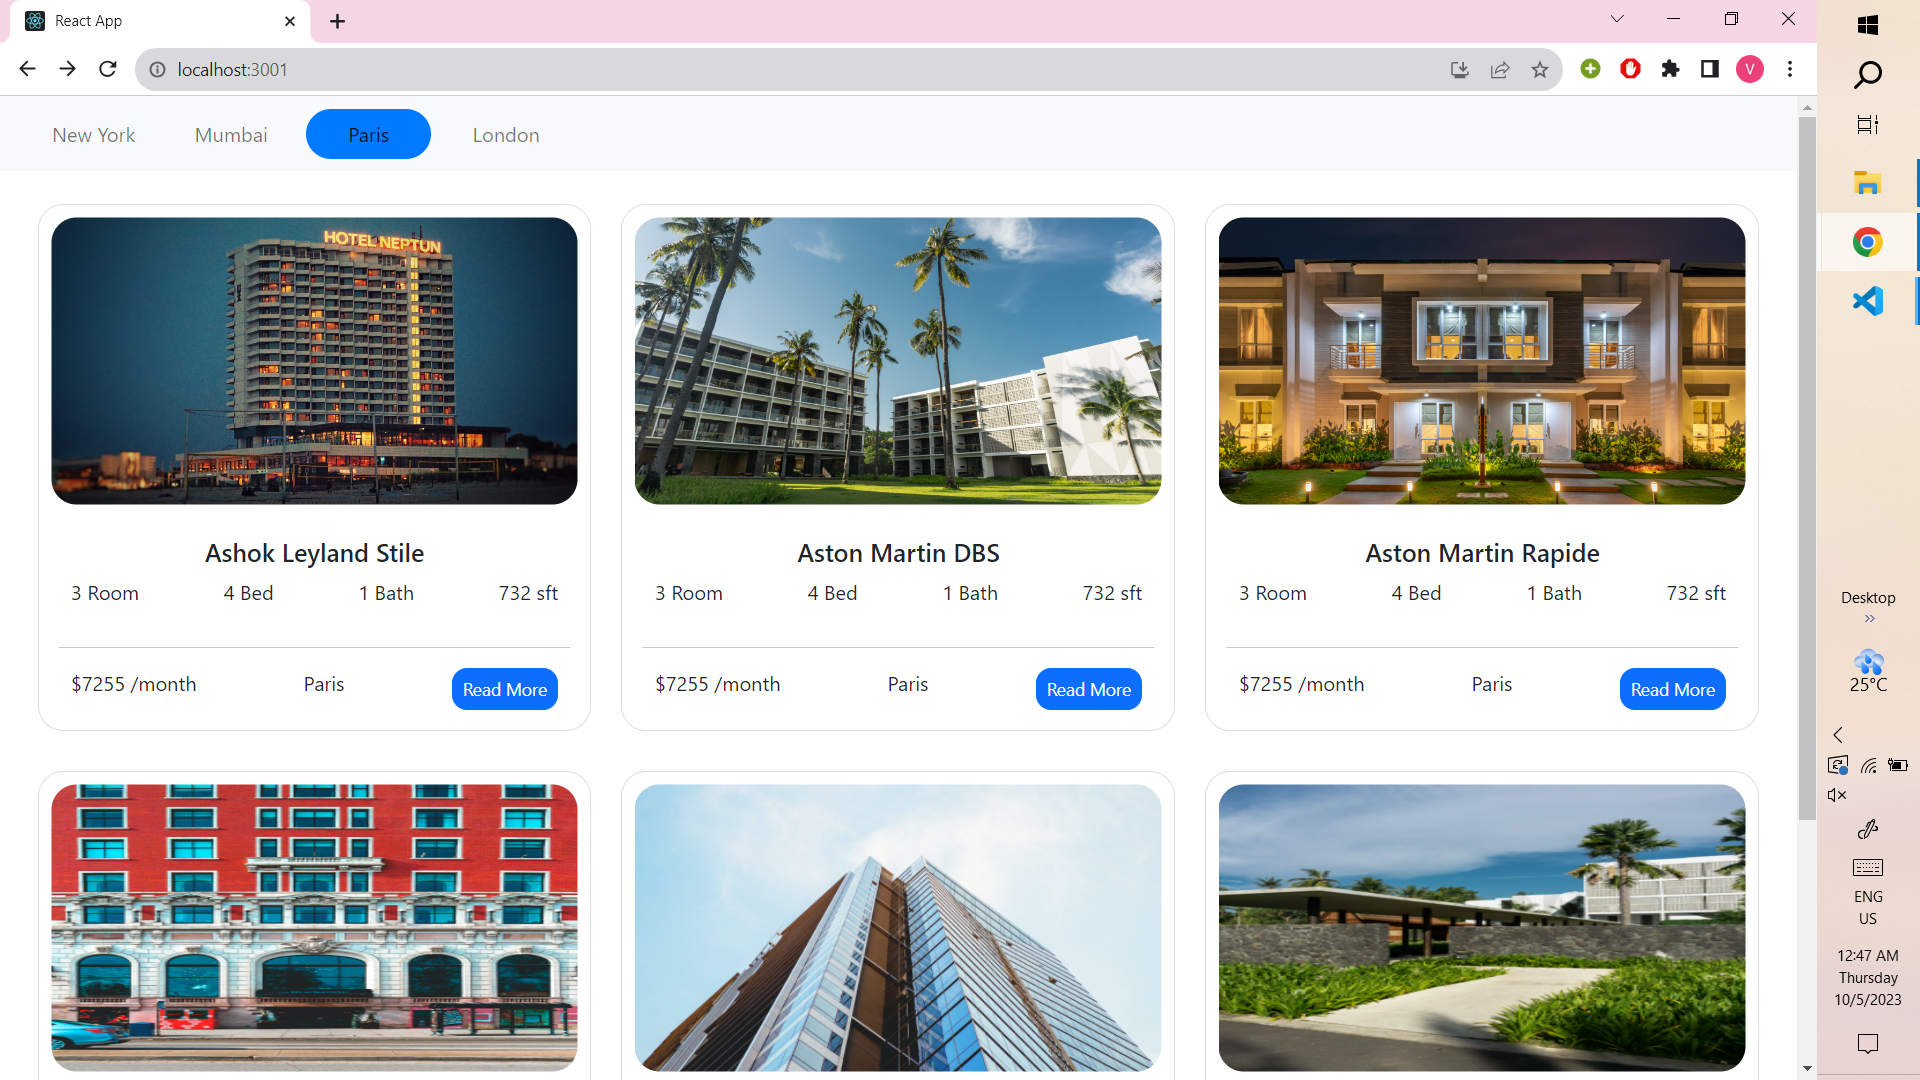 React App
localhost:3001
V
New York
Mumbai
Paris
London
HOTEL NEPTUN
Ashok Leyland Stile
3 Room 4 Bed 1 Bath 732 sft
$7255 /month Paris Read More
Aston Martin DBS
3 Room 4 Bed 1 Bath 732 sft
$7255 /month Paris Read More
Aston Martin Rapide
3 Room 4 Bed 1 Bath 732 sft
$7255 /month Paris Read More
Desktop
25°C
ENG
US
12:47 AM
Thursday
10/5/2023